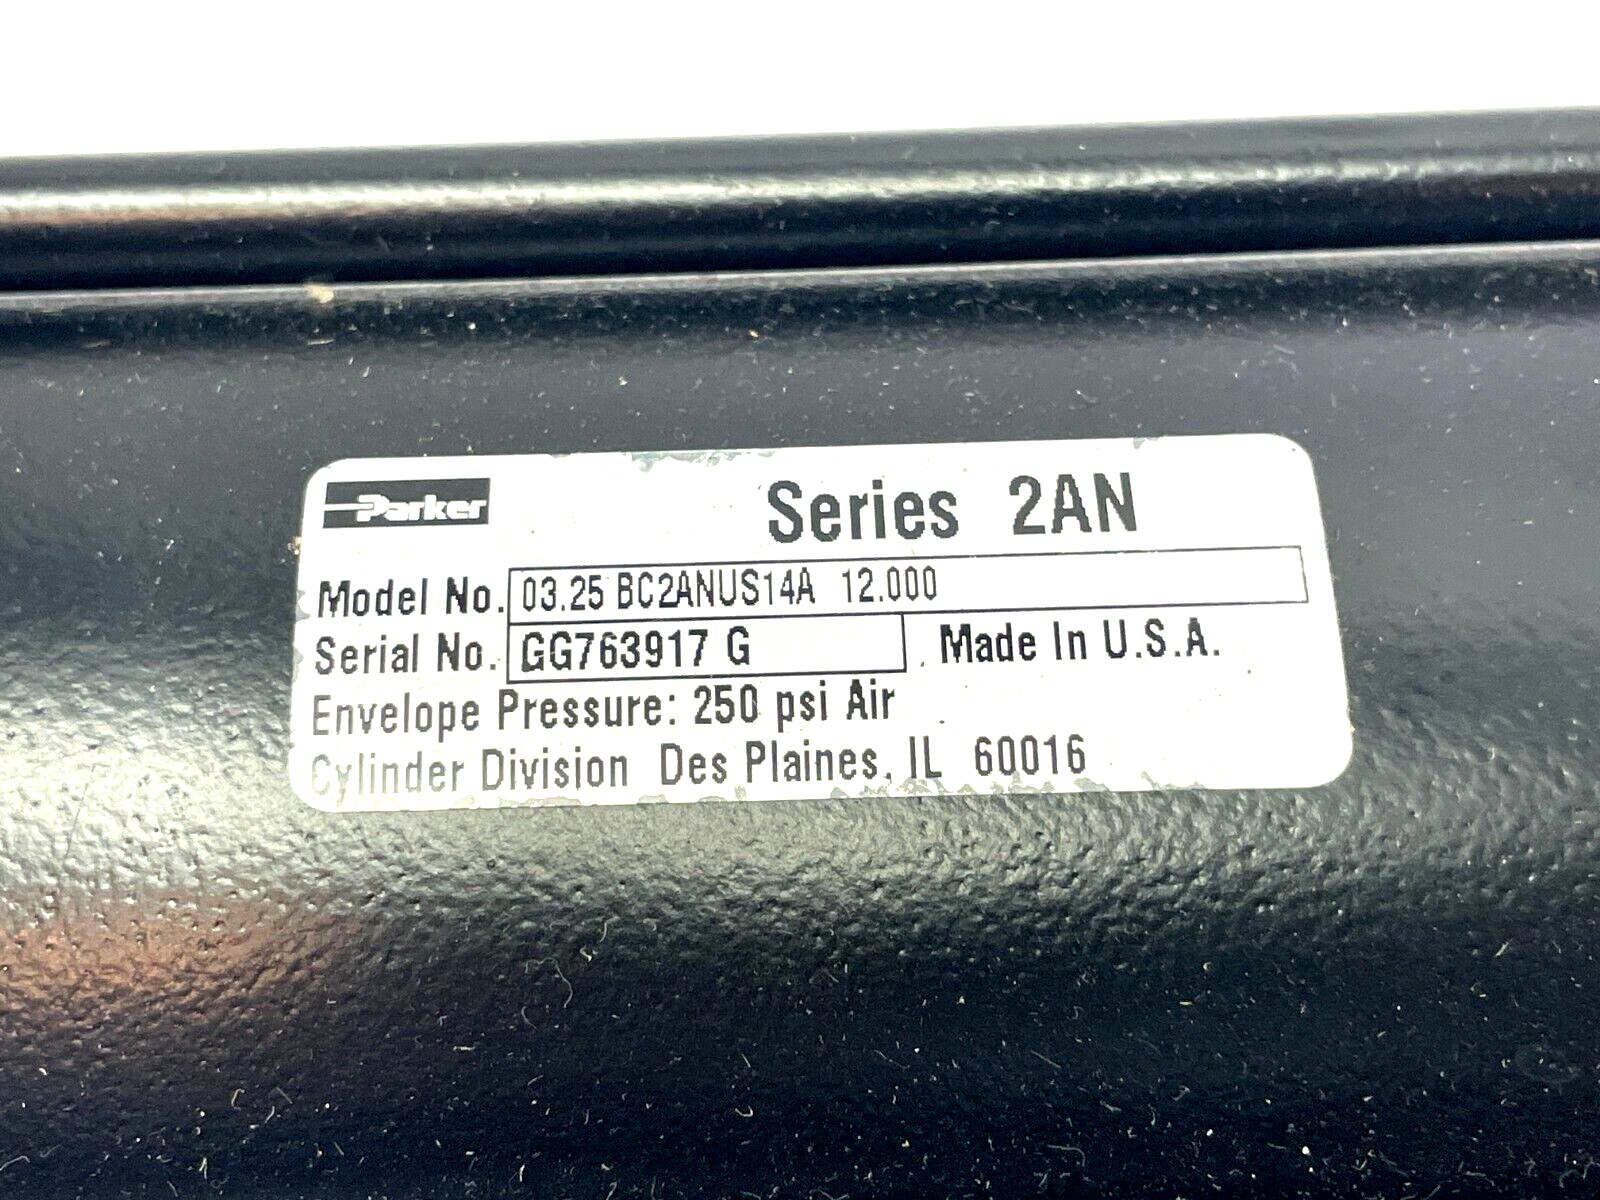 Parker
Series 2AN
Model No. 03.25 BC2ANUS14A 12.000
Serial No. GG763917 G Made In U.S.A.
Envelope Pressure: 250 psi Air
Cylinder Division Des Plaines, IL 60016